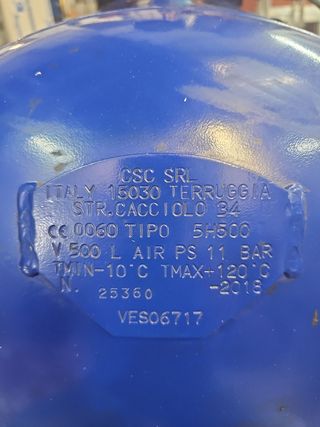 CSC SRL
ITALY 15030 TERRUGGIA
STR.CACCIOLO 34
CE 0060 TIPO 5H500
V 500 L AIR PS 11 BAR
TMIN-10°C TMAX+120°C
N. 25360 -2018
VES06717